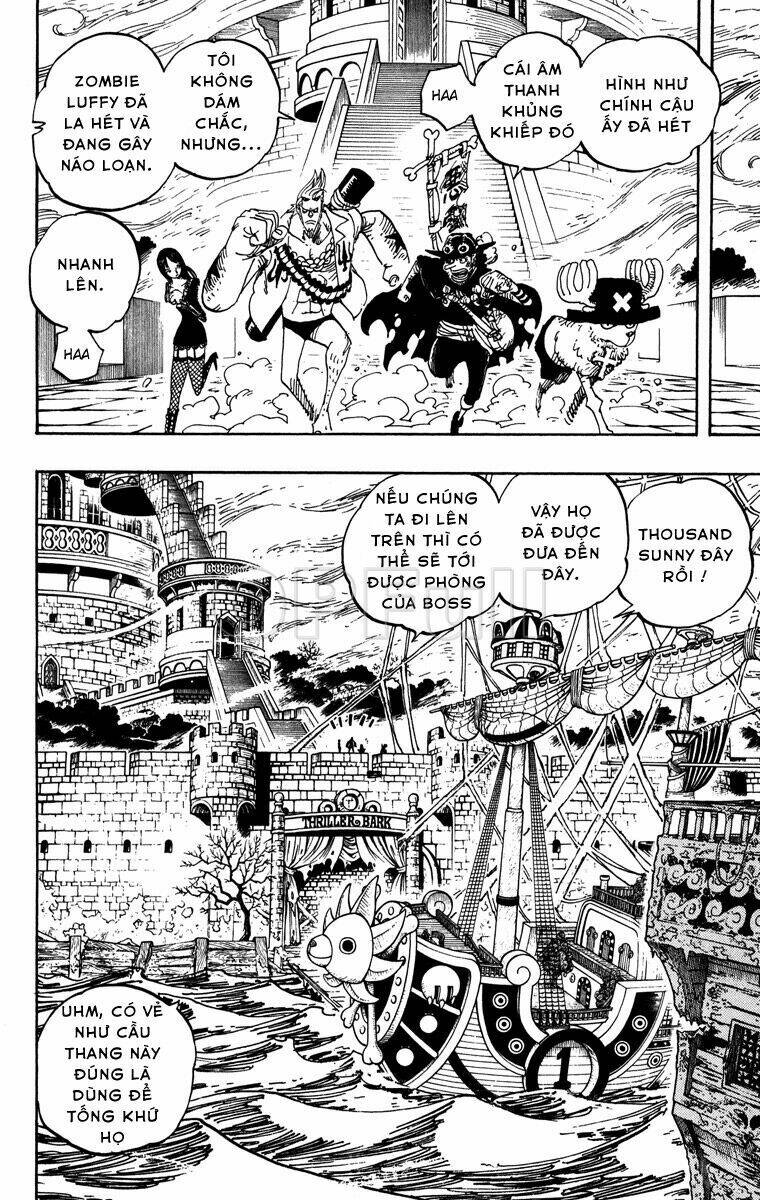 HÌNH NHƯ
CHÍNH CẬU
ẤY ĐÃ HÉT
CÁI ÂM
THANH
KHỦNG
KHIẾP ĐÓ
HAA
TÔI
KHÔNG
DÁM
CHẮC,
NHƯNG...
ZOMBIE
LUFFY ĐÃ
LA HÉT VÀ
ĐANG GÂY
NÁO LOẠN.
NHANH
LÊN.
HAA
THOUSAND
SUNNY ĐÂY
RỒI !
VẬY HỌ
ĐÃ ĐƯỢC
ĐƯA ĐẾN
ĐÂY.
NẾU CHÚNG
TA ĐI LÊN
TRÊN THÌ CÓ
THỂ SẼ TỚI
ĐƯỢC PHÒNG
CỦA BOSS
THRILLER BARK
1
UHM, CÓ VẺ
NHƯ CẦU
THANG NÀY
ĐÚNG LÀ
DÙNG ĐỂ
TỐNG KHỨ
HỌ